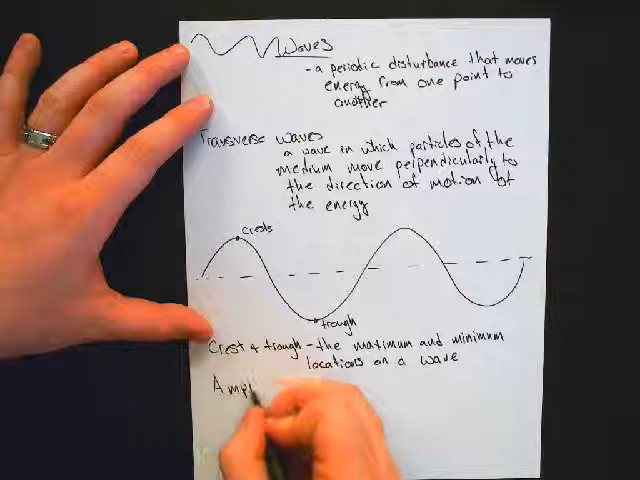 Waves
- a periodic disturbance that moves
energy from one point to
another
Transverse waves
a wave in which particles of the
medium move perpendicularly to
the direction of motion of
the energy
crests
trough
Crest & trough - the maximum and minimum
locations on a wave
Ampl